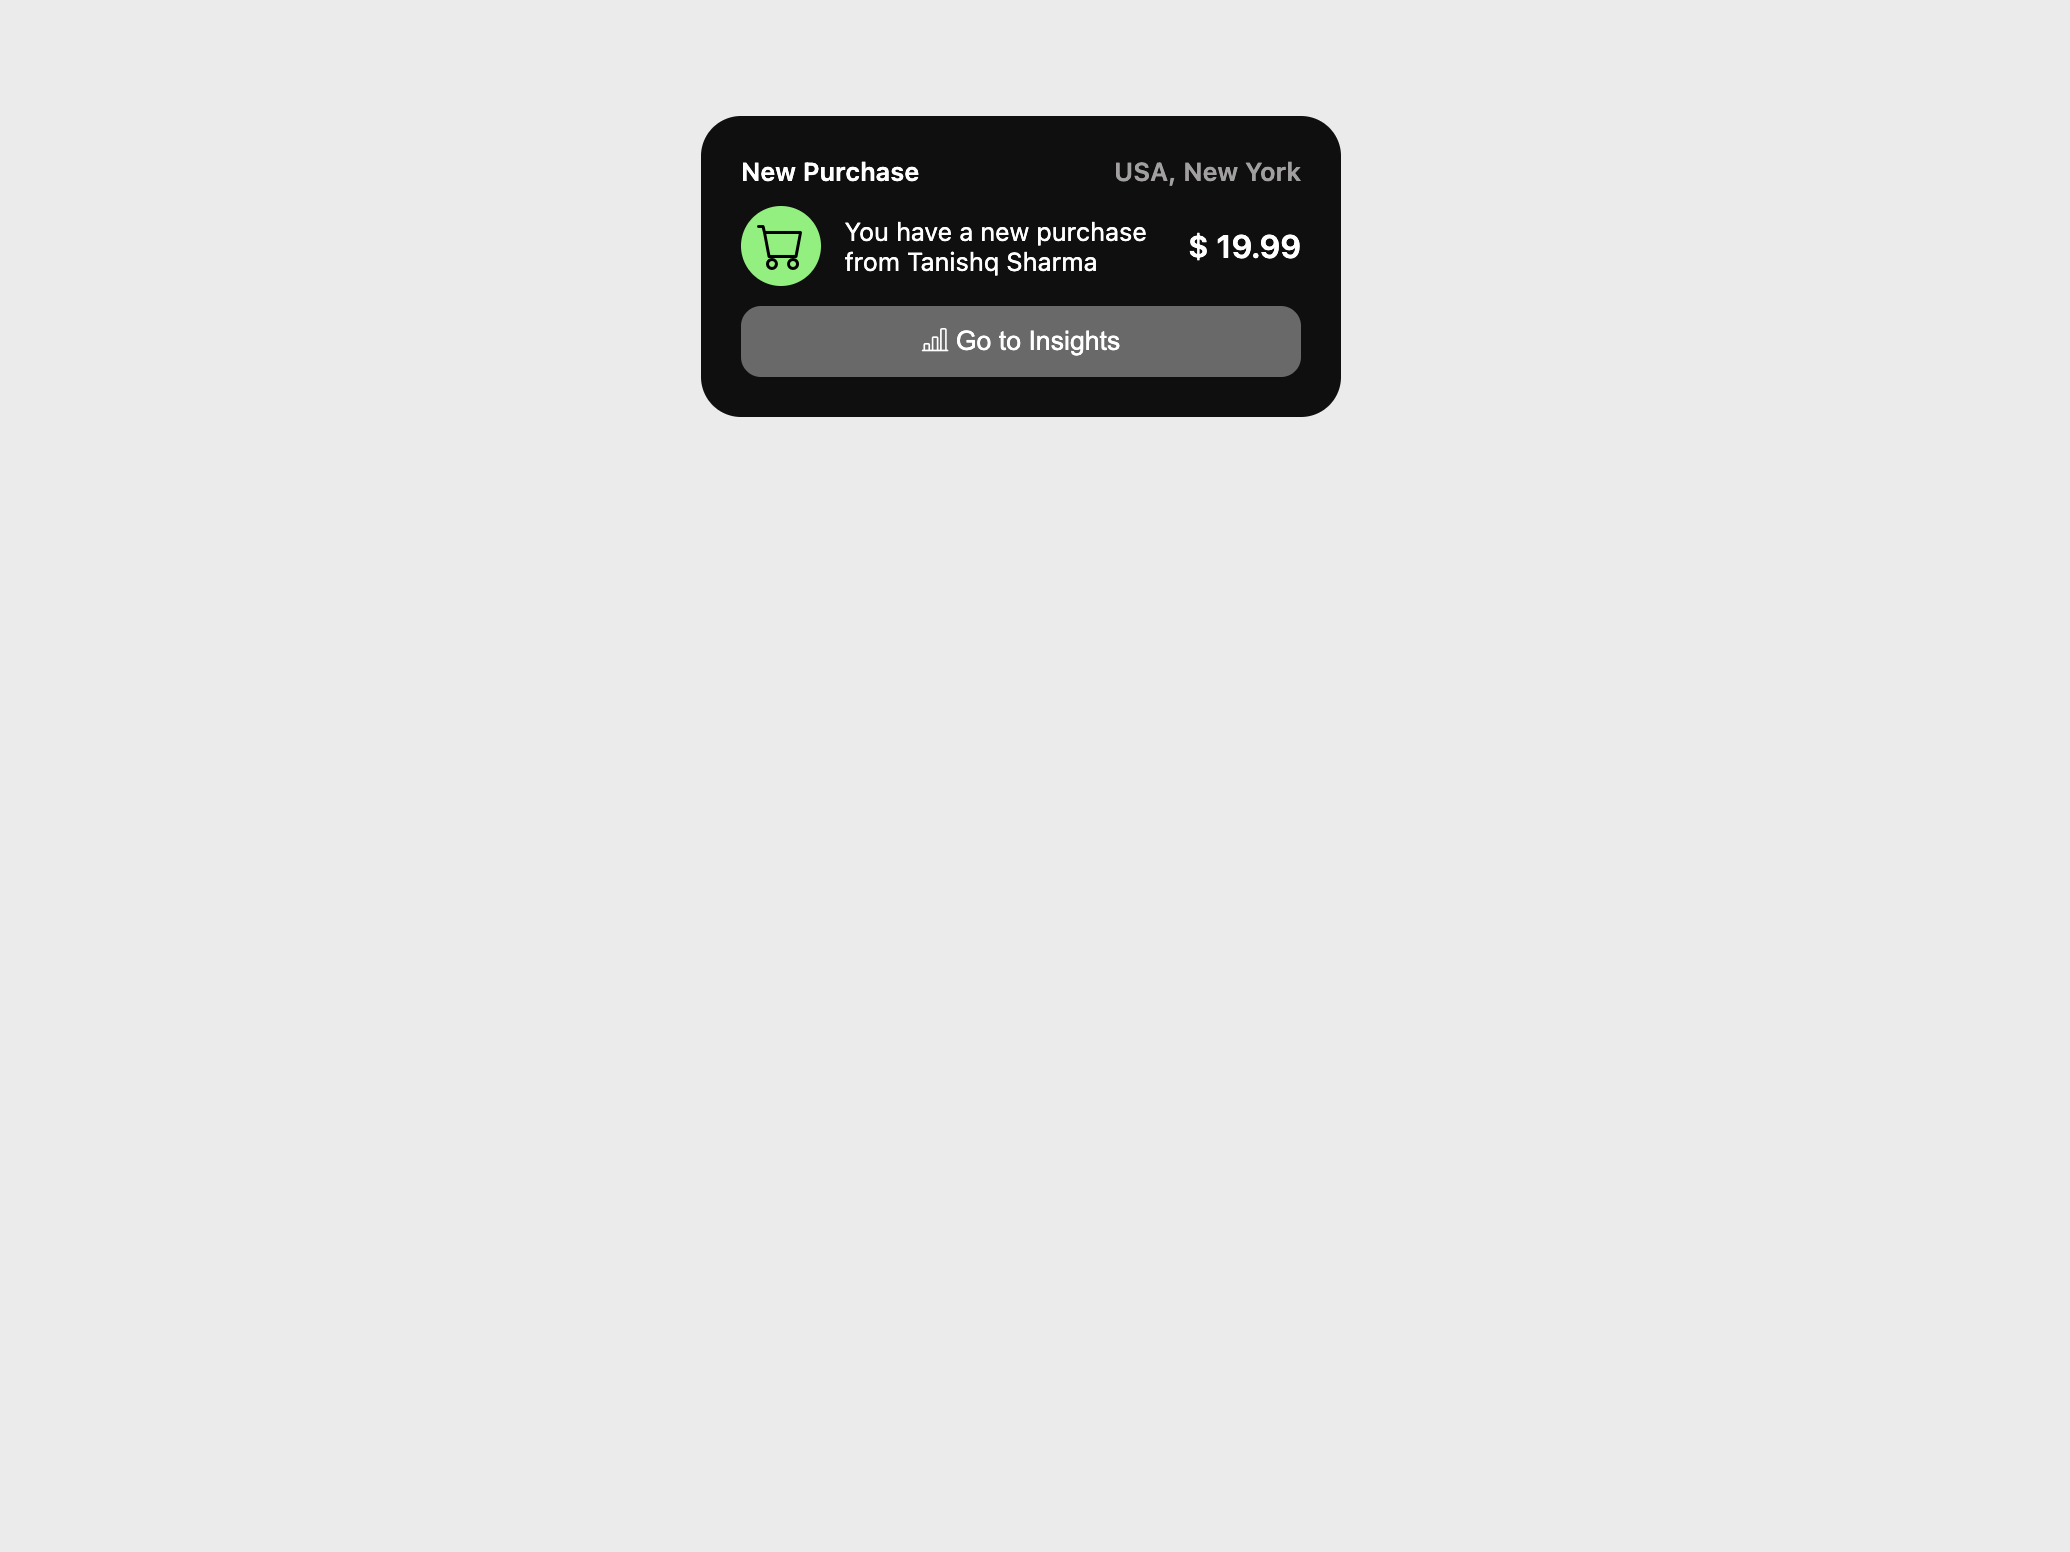 New Purchase
USA, New York
You have a new purchase
from Tanishq Sharma
$ 19.99
Go to Insights